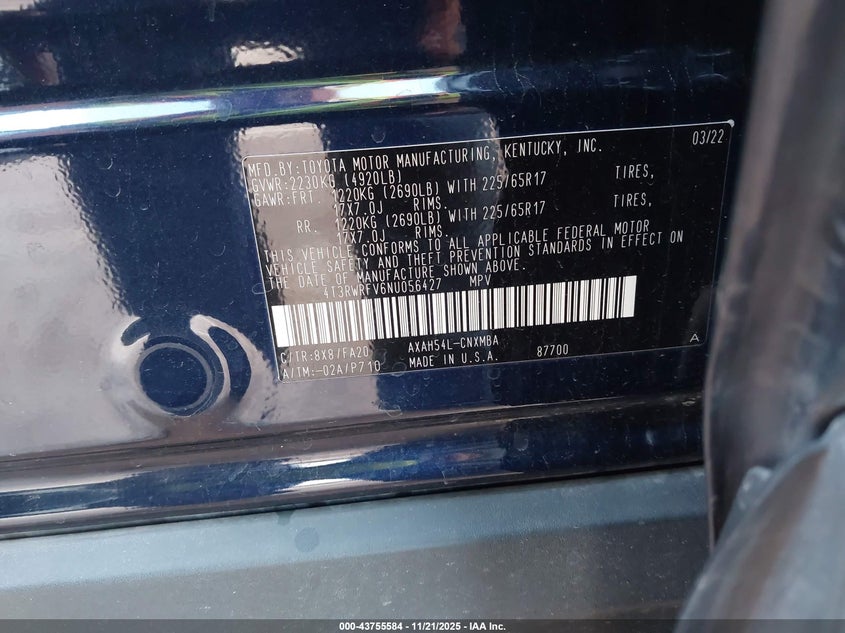 MFD.BY:TOYOTA MOTOR MANUFACTURING, KENTUCKY, INC. 03/22
GVWR:2230KG (4920LB)
GAWR:FRT. 1220KG (2690LB) WITH 225/65R17 TIRES,
17X7.0J RIMS.
RR. 1220KG (2690LB) WITH 225/65R17 TIRES,
17X7.0J RIMS.
THIS VEHICLE CONFORMS TO ALL APPLICABLE FEDERAL MOTOR
VEHICLE SAFETY AND THEFT PREVENTION STANDARDS IN EFFECT ON
THE DATE OF MANUFACTURE SHOWN ABOVE.
4T3RWRFV6NU056427 MPV
C/TR:8X8/FA20 AXAH54L-CNXMBA A
A/TM:-02A/P710 MADE IN U.S.A. 87700
000-43755584 - 11/21/2025 - IAA Inc.